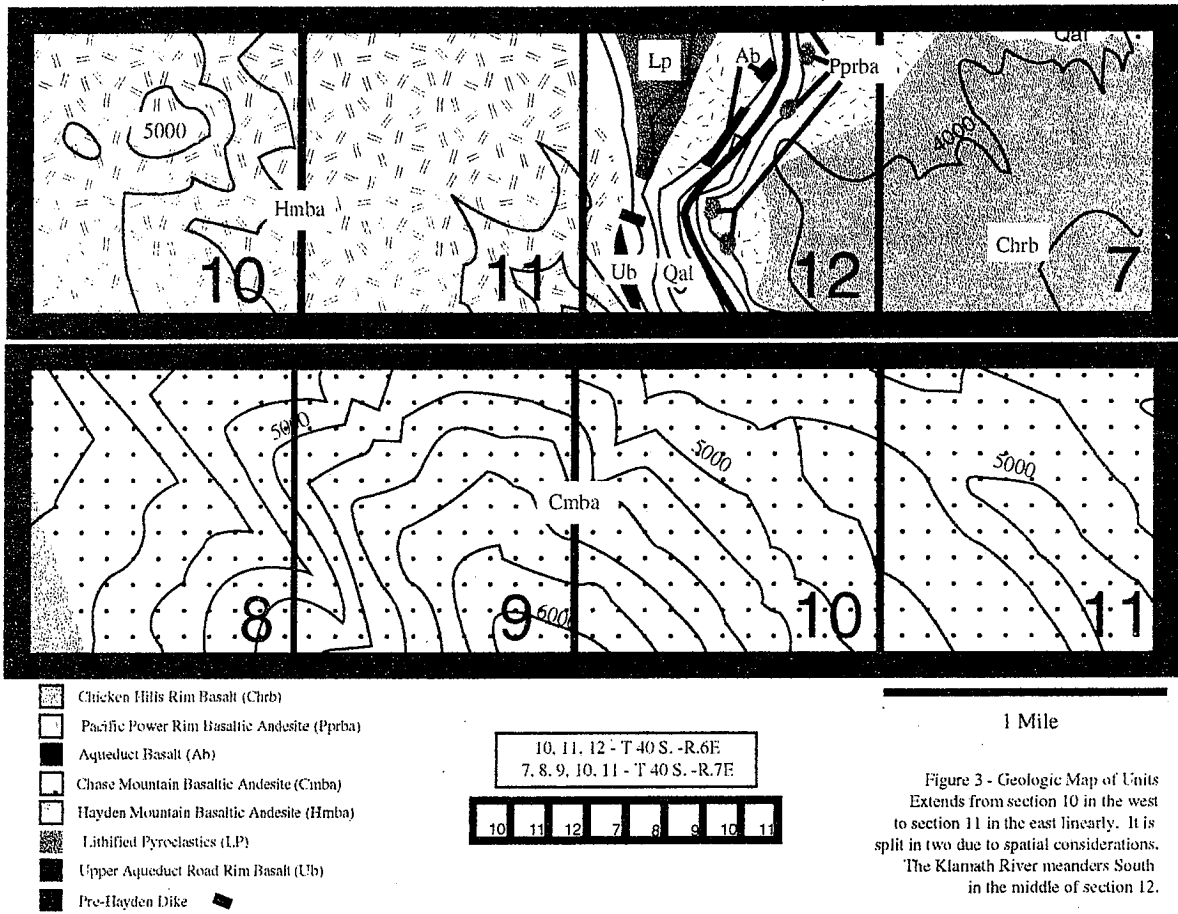 Lp
Ab
Pprba
Qal
5000
4000
Hmba
Chrb
10
11
Ub
Qal
12
7
5000
5000
5000
Cmba
6000
8
9
10
11
Chicken Hills Rim Basalt (Chrb)
Pacific Power Rim Basaltic Andesite (Pprba)
Aqueduct Basalt (Ab)
Chase Mountain Basaltic Andesite (Cmba)
Hayden Mountain Basaltic Andesite (Hmba)
Lithified Pyroclastics (LP)
Upper Aqueduct Road Rim Basalt (Ub)
Pre-Hayden Dike
10, 11, 12 - T 40 S. -R.6E
7, 8, 9, 10, 11 - T 40 S. -R.7E
10 11 12 7 8 9 10 11
1 Mile
Figure 3 - Geologic Map of Units
Extends from section 10 in the west
to section 11 in the east linearly. It is
split in two due to spatial considerations.
The Klamath River meanders South
in the middle of section 12.